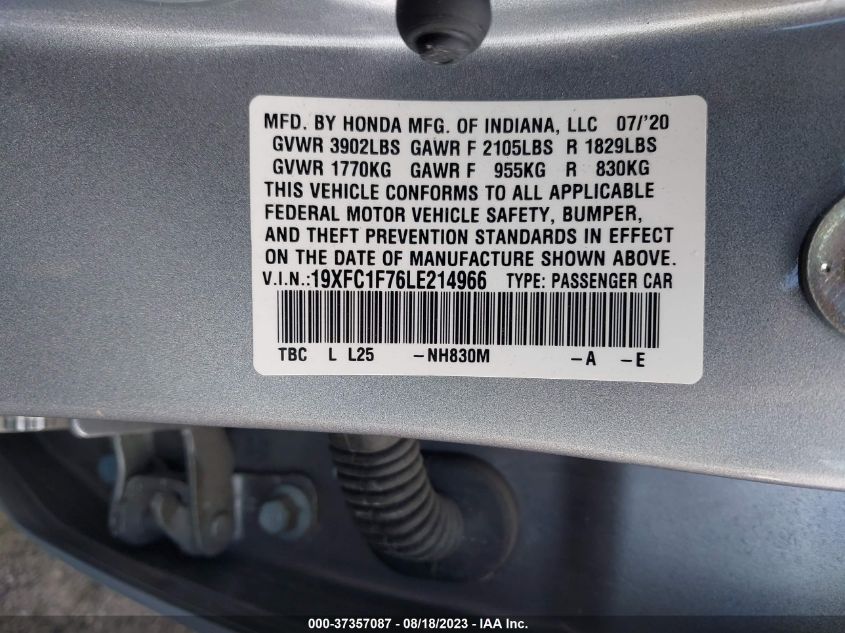 MFD. BY HONDA MFG. OF INDIANA, LLC 07/'20
GVWR 3902LBS GAWR F 2105LBS R 1829LBS
GVWR 1770KG GAWR F 955KG R 830KG
THIS VEHICLE CONFORMS TO ALL APPLICABLE
FEDERAL MOTOR VEHICLE SAFETY, BUMPER,
AND THEFT PREVENTION STANDARDS IN EFFECT
ON THE DATE OF MANUFACTURE SHOWN ABOVE.
V.I.N.:19XFC1F76LE214966 TYPE: PASSENGER CAR
TBC L L25 -NH830M -A -E
000-37357087 - 08/18/2023 - IAA Inc.